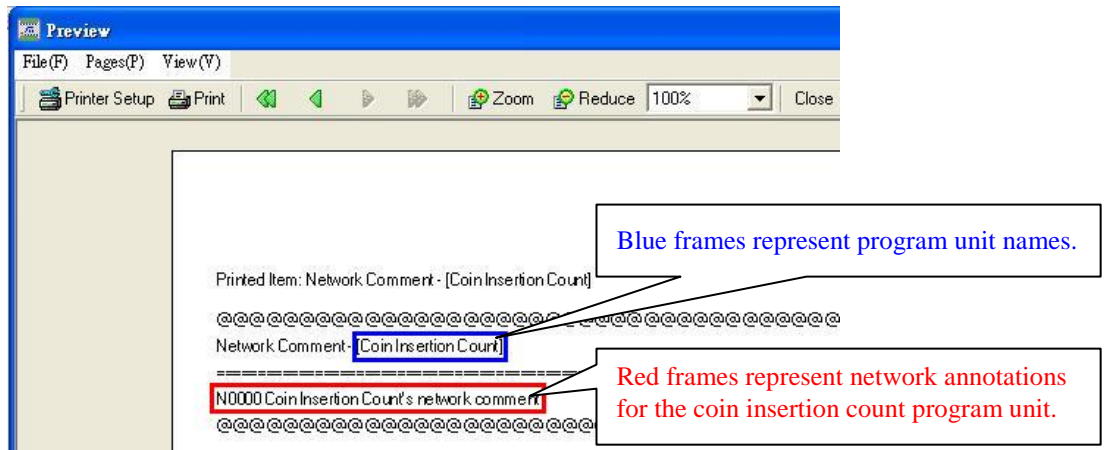 Preview
File(F) Pages(P) View(V)
Printer Setup Print Zoom Reduce 100% Close
Blue frames represent program unit names.
Printed Item: Network Comment - [Coin Insertion Count]
@@@@@@@@@@@@@@@@@@@@@@@@@@@@@@@@@@@@@@
Network Comment- [Coin Insertion Count]
==============================================
Red frames represent network annotations
for the coin insertion count program unit.
N0000 Coin Insertion Count's network comment
@@@@@@@@@@@@@@@@@@@@@@@